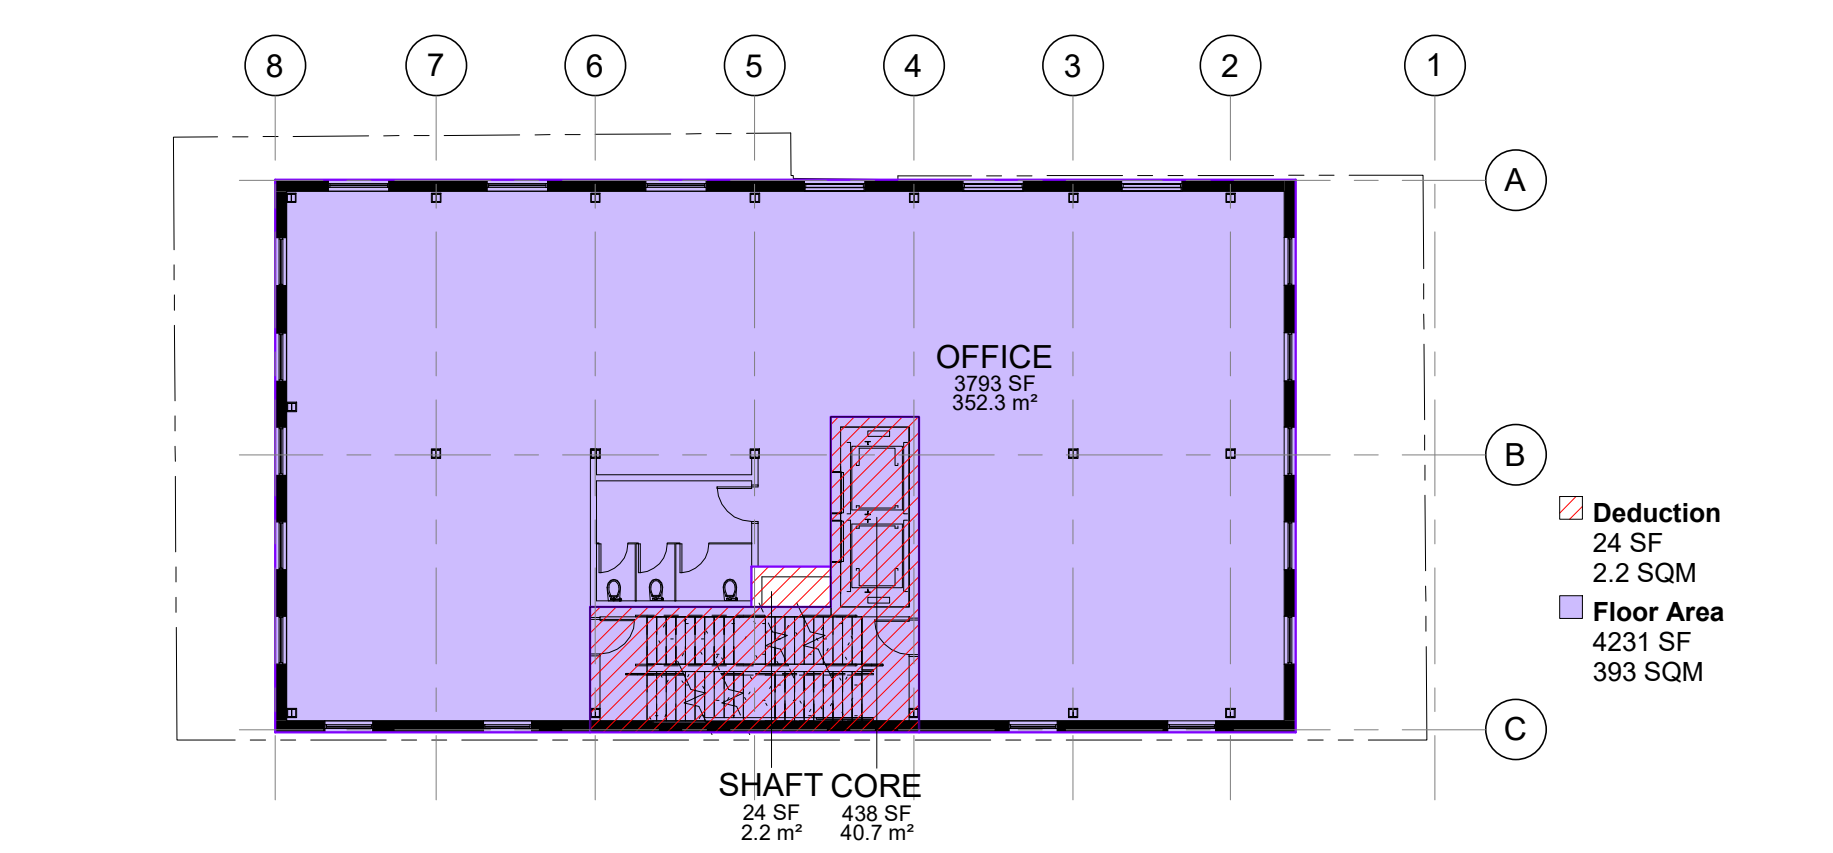 8 7 6 5 4 3 2 1
A
OFFICE
3793 SF
352.3 m²
B
Deduction
24 SF
2.2 SQM
Floor Area
4231 SF
393 SQM
C
SHAFT CORE
24 SF 438 SF
2.2 m² 40.7 m²